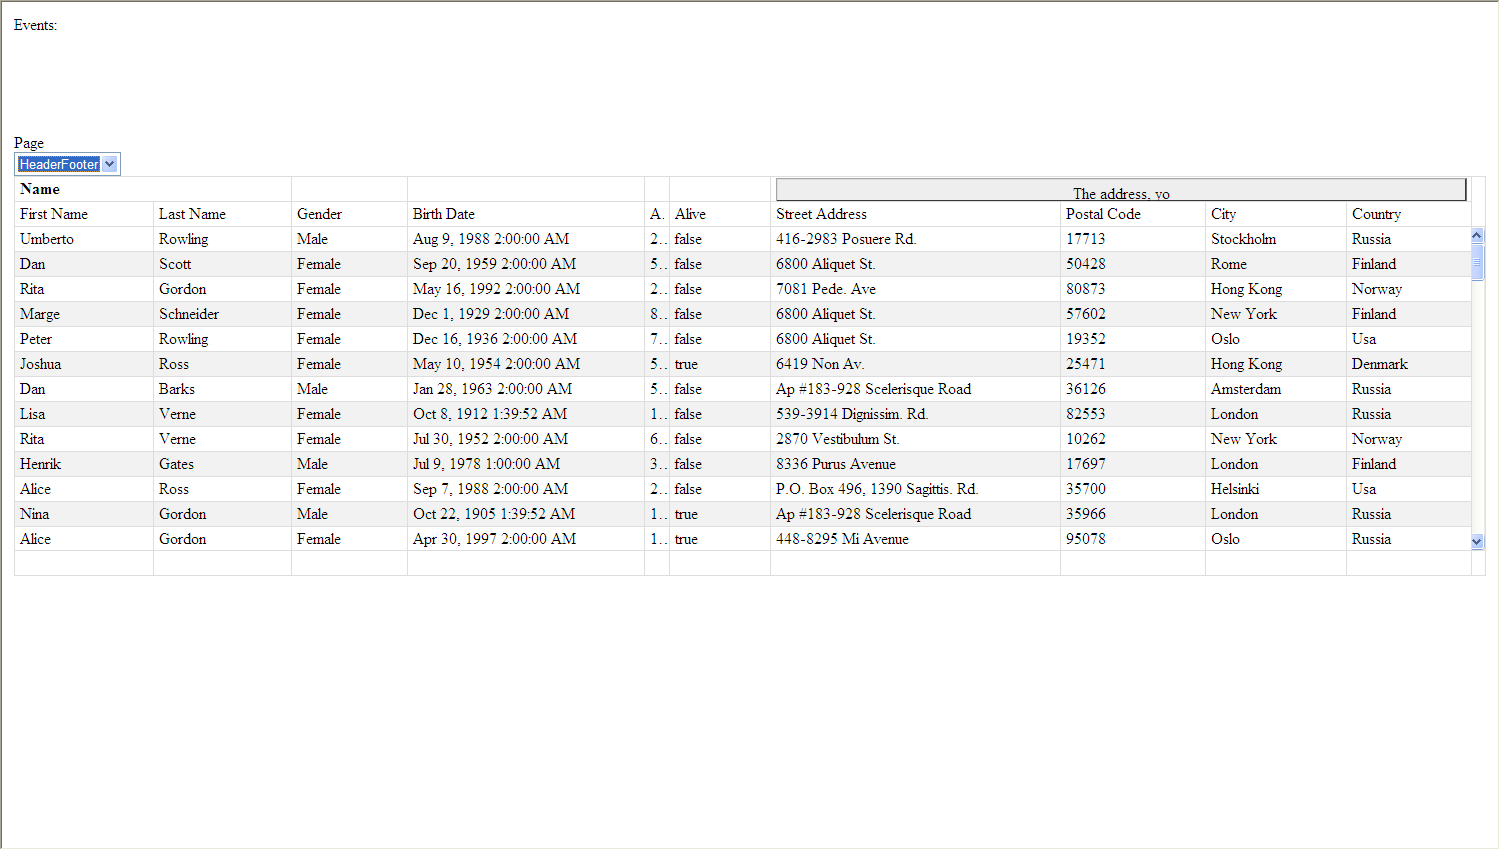 Events:
Page
HeaderFooter
Name The address, yo
First Name Last Name Gender Birth Date A. Alive Street Address Postal Code City Country
Umberto Rowling Male Aug 9, 1988 2:00:00 AM 2.. false 416-2983 Posuere Rd. 17713 Stockholm Russia
Dan Scott Female Sep 20, 1959 2:00:00 AM 5.. false 6800 Aliquet St. 50428 Rome Finland
Rita Gordon Female May 16, 1992 2:00:00 AM 2.. false 7081 Pede. Ave 80873 Hong Kong Norway
Marge Schneider Female Dec 1, 1929 2:00:00 AM 8.. false 6800 Aliquet St. 57602 New York Finland
Peter Rowling Female Dec 16, 1936 2:00:00 AM 7.. false 6800 Aliquet St. 19352 Oslo Usa
Joshua Ross Female May 10, 1954 2:00:00 AM 5.. true 6419 Non Av. 25471 Hong Kong Denmark
Dan Barks Male Jan 28, 1963 2:00:00 AM 5.. false Ap #183-928 Scelerisque Road 36126 Amsterdam Russia
Lisa Verne Female Oct 8, 1912 1:39:52 AM 1.. false 539-3914 Dignissim. Rd. 82553 London Russia
Rita Verne Female Jul 30, 1952 2:00:00 AM 6.. false 2870 Vestibulum St. 10262 New York Norway
Henrik Gates Male Jul 9, 1978 1:00:00 AM 3.. false 8336 Purus Avenue 17697 London Finland
Alice Ross Female Sep 7, 1988 2:00:00 AM 2.. false P.O. Box 496, 1390 Sagittis. Rd. 35700 Helsinki Usa
Nina Gordon Male Oct 22, 1905 1:39:52 AM 1.. true Ap #183-928 Scelerisque Road 35966 London Russia
Alice Gordon Female Apr 30, 1997 2:00:00 AM 1.. true 448-8295 Mi Avenue 95078 Oslo Russia